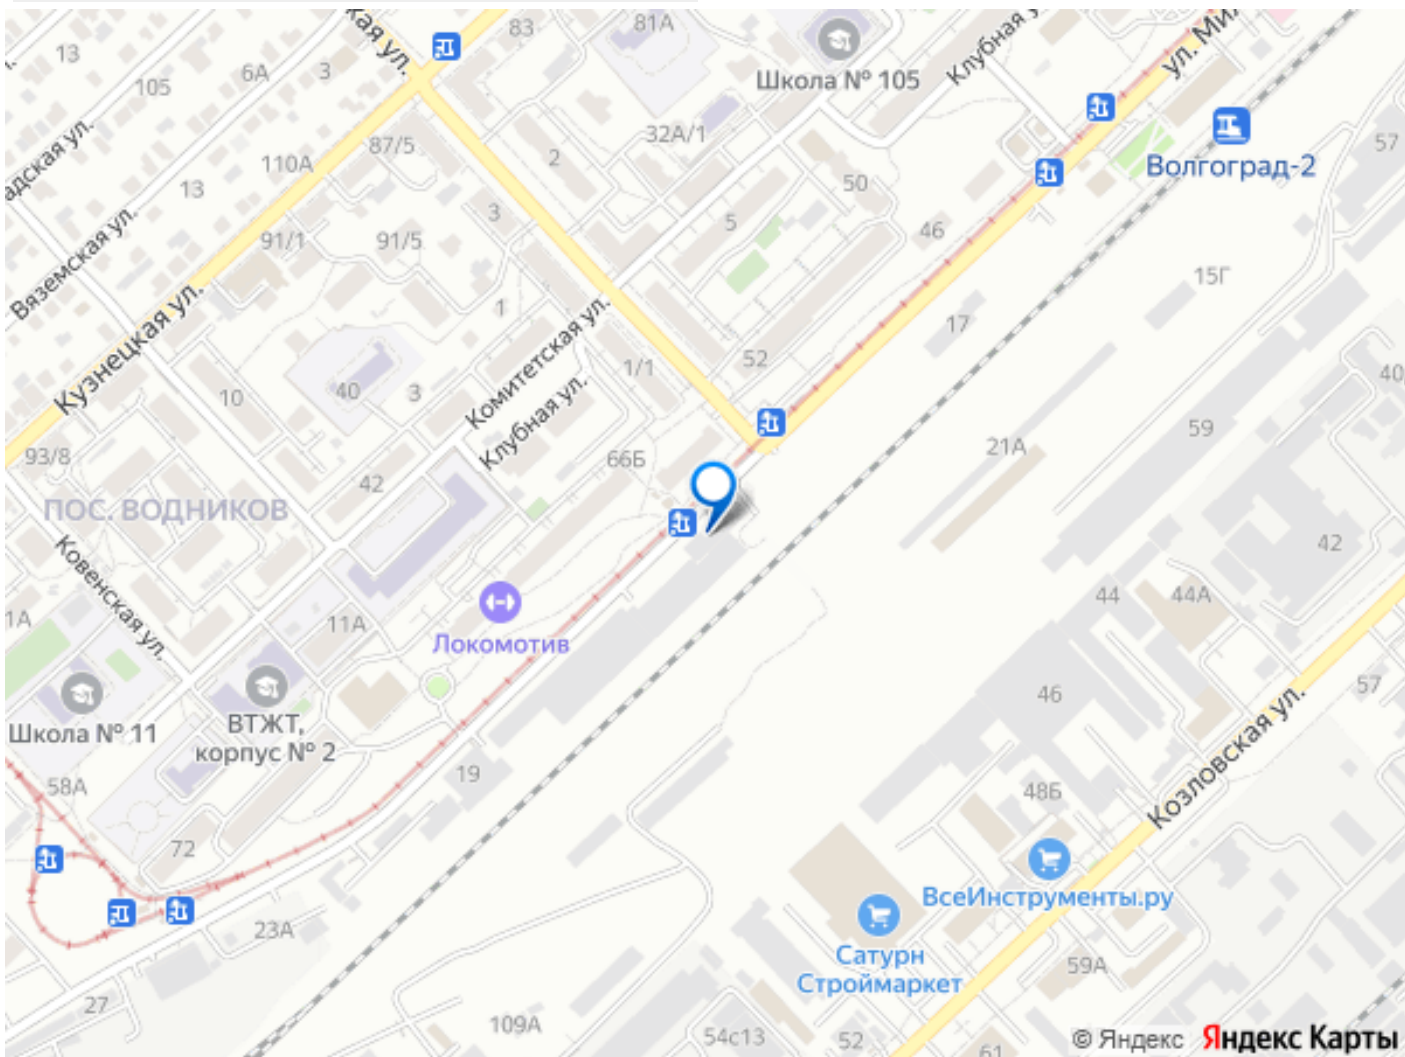 83
81А
13
6А
3
105
кая ул.
Школа № 105
Клубная у
ул. Мил
Волгоград-2
57
адская ул.
110А
87/5
2
32А/1
13
50
Вяземская ул.
91/1
91/5
3
5
46
15Г
Кузнецкая ул.
1
17
Комитетская ул.
1/1
52
10
40
3
Клубная ул.
40
59
93/8
42
66Б
21А
ПОС. ВОДНИКОВ
42
Ковенская ул.
44
44А
1А
11А
Локомотив
Школа № 11
ВТЖТ,
корпус № 2
46
57
Козловская ул.
58А
19
48Б
72
ВсеИнструменты.ру
23А
Сатурн
Строймаркет
59А
27
109А
54с13
52
61
© Яндекс Яндекс Карты